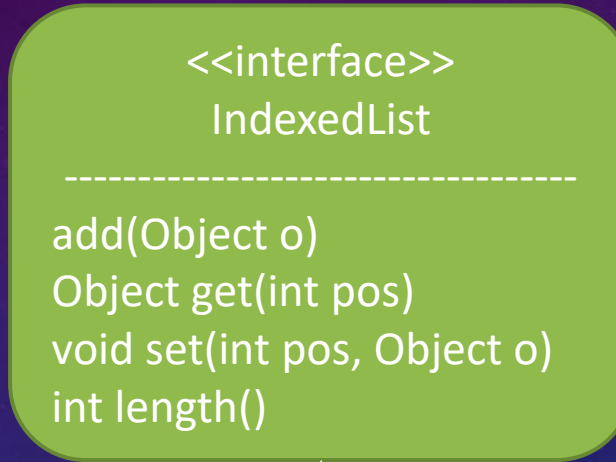 <<interface>>
IndexedList
-----------------------------------
add(Object o)
Object get(int pos)
void set(int pos, Object o)
int length()